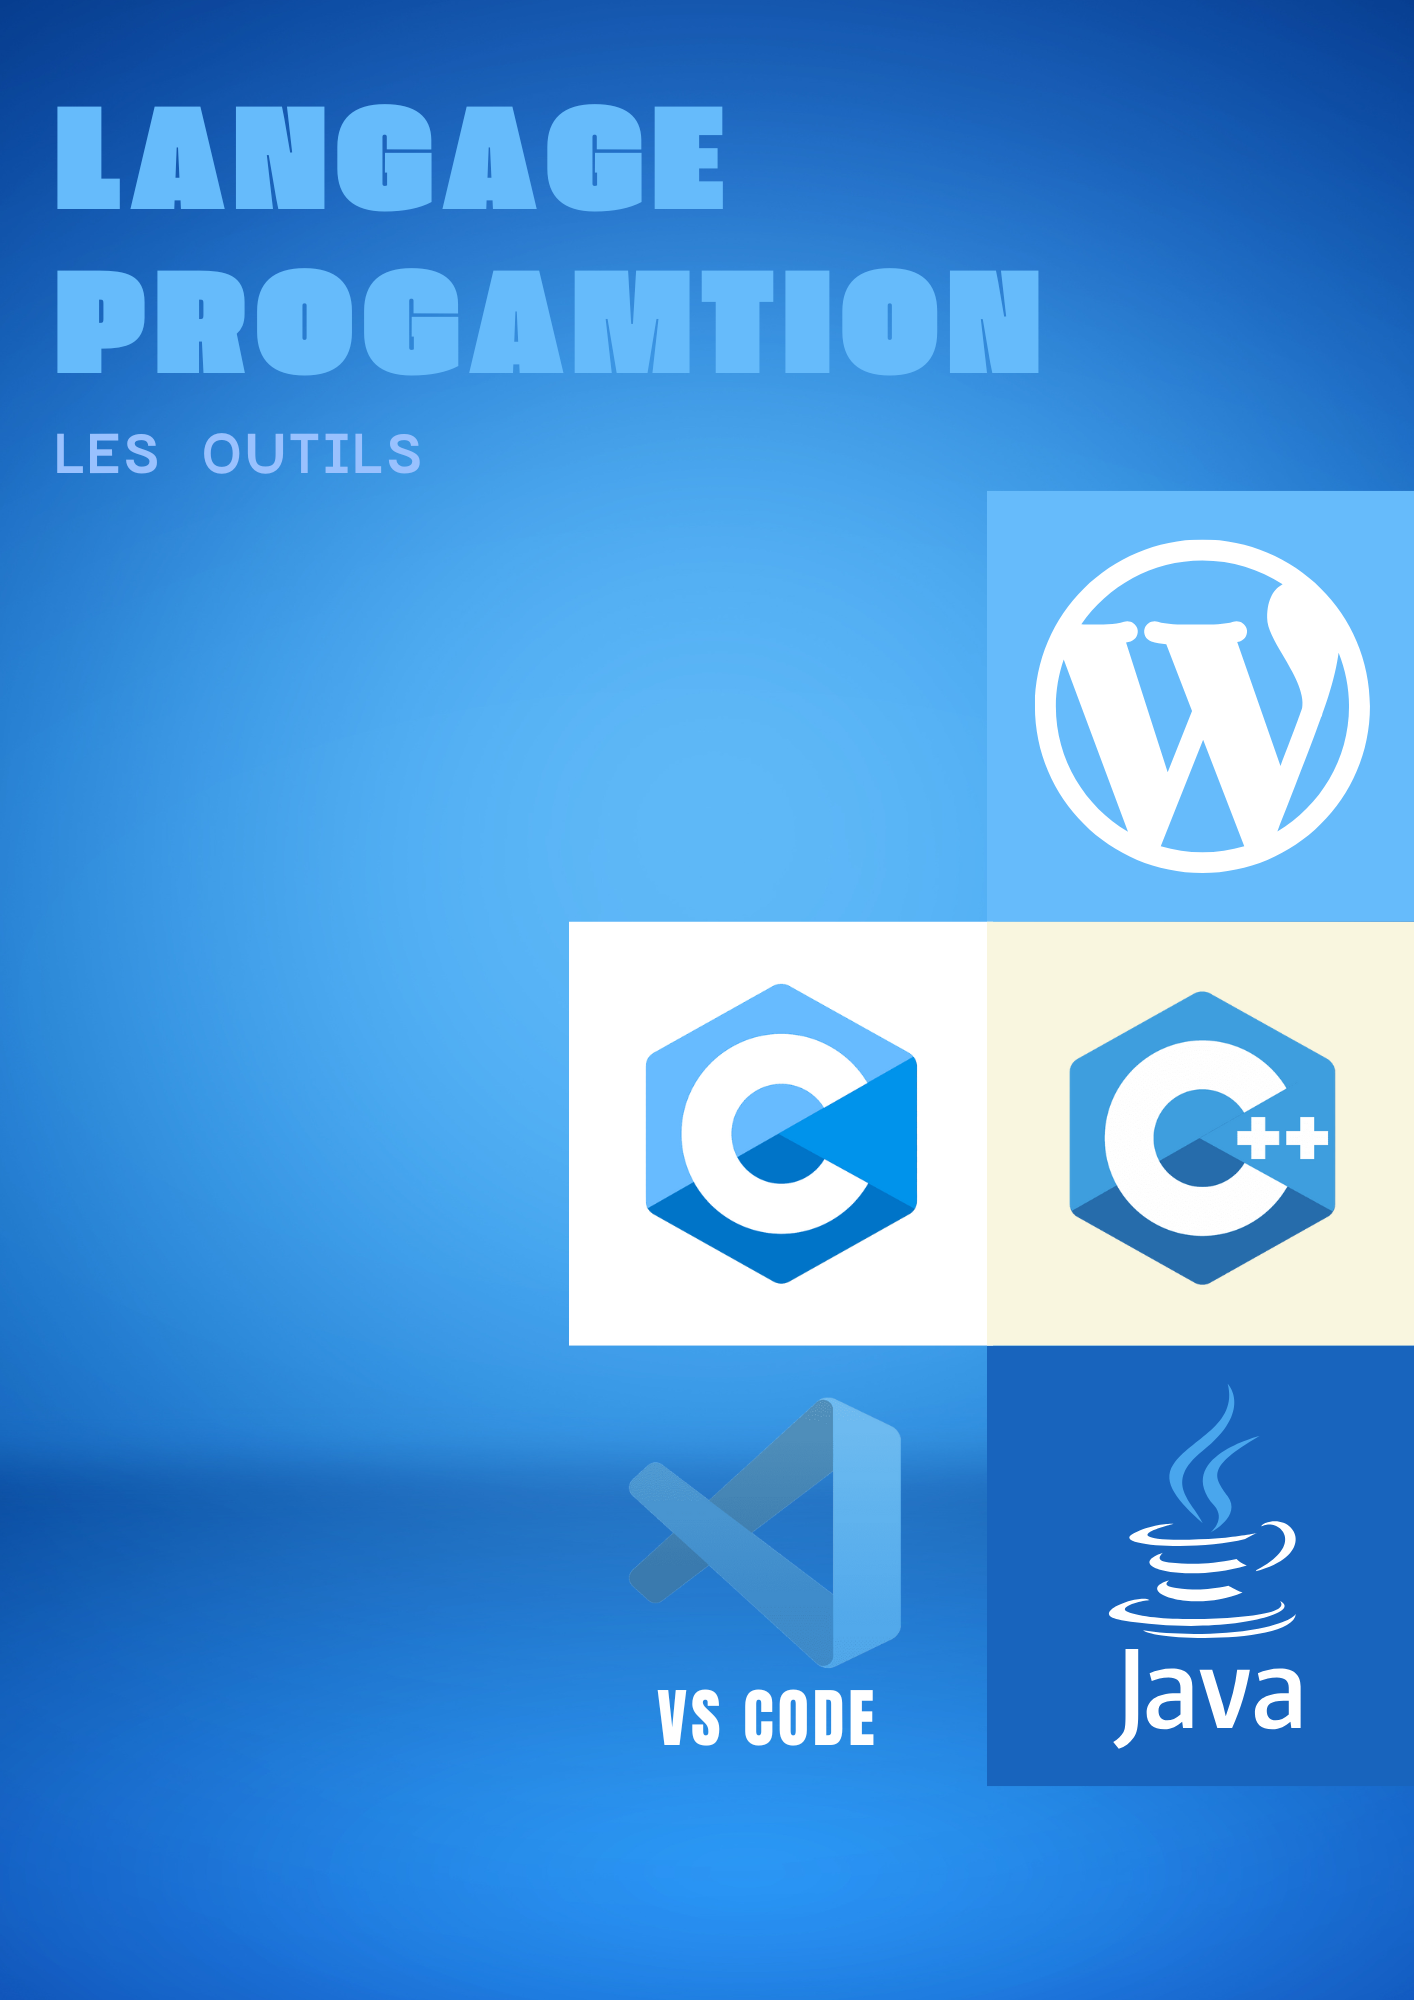 LANGAGE
PROGAMTION
LES OUTILS
W
C
C++
VS CODE
Java